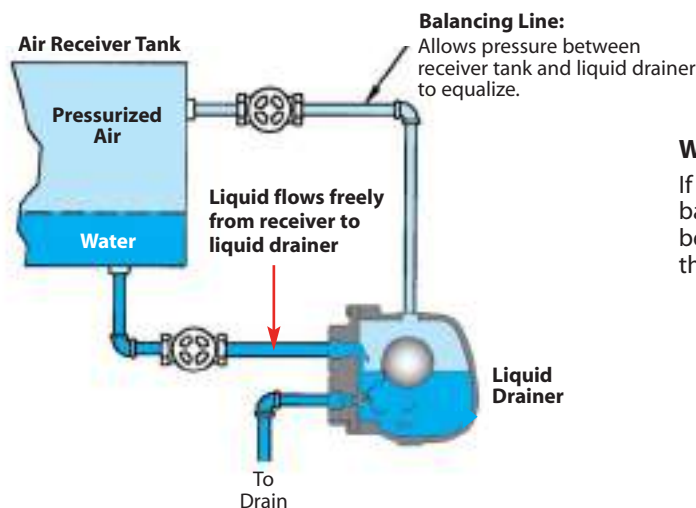 Air Receiver Tank
Balancing Line:
Allows pressure between
receiver tank and liquid drainer
to equalize.
Pressurized
Air
Water
Liquid flows freely
from receiver to
liquid drainer
Liquid
Drainer
To
Drain
If